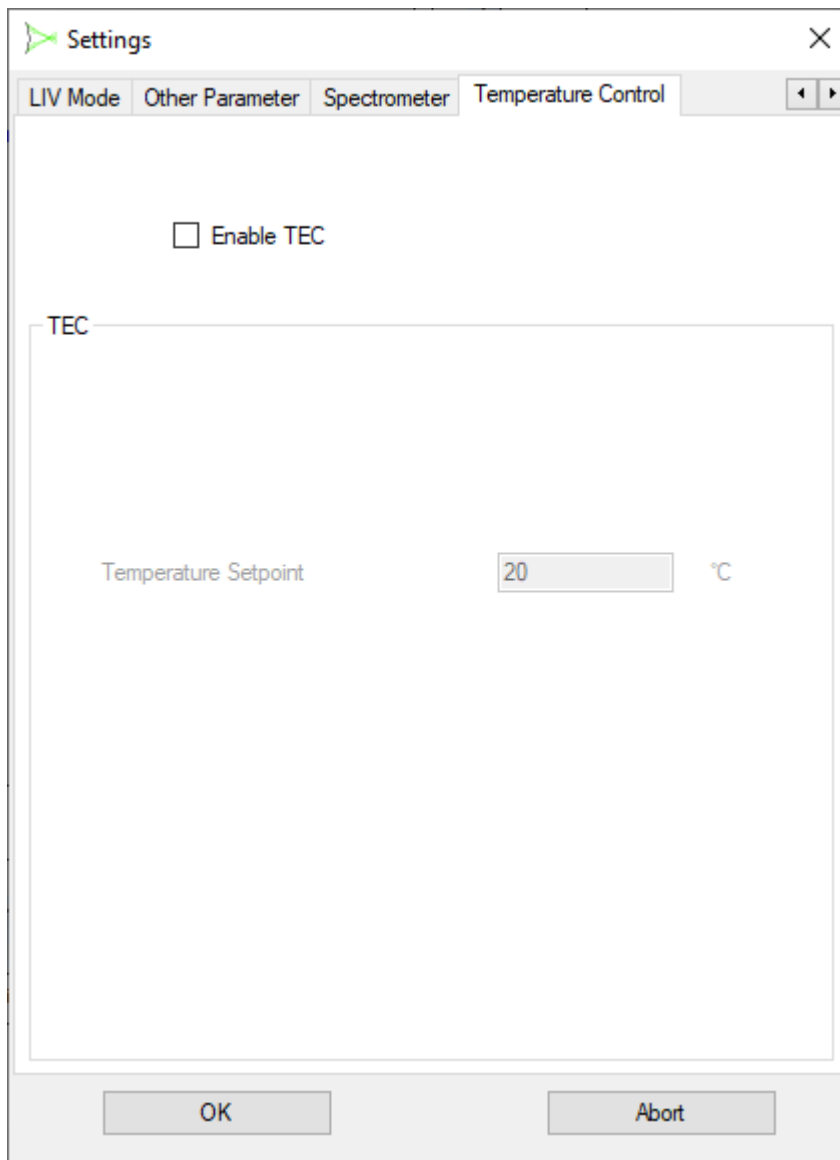 Settings
LIV Mode Other Parameter Spectrometer Temperature Control
Enable TEC
TEC
Temperature Setpoint 20 °C
OK Abort